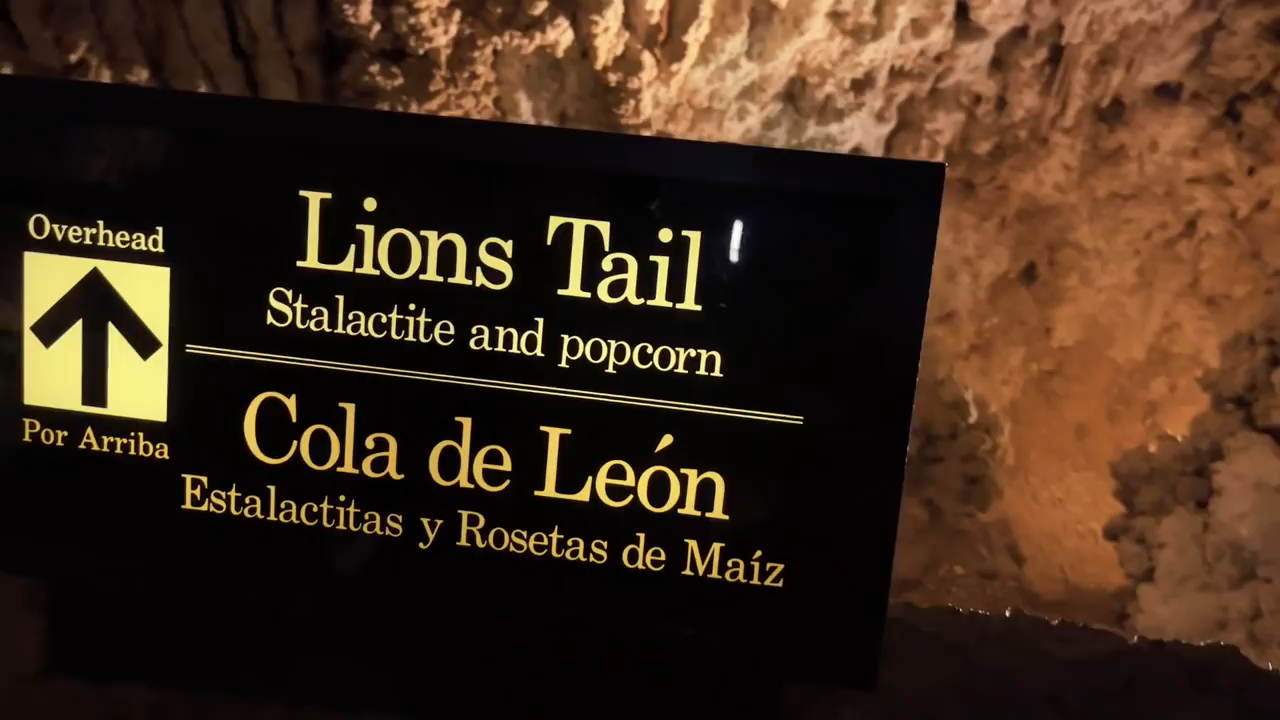 Overhead
Por Arriba
Lions Tail
Stalactite and popcorn
Cola de León
Estalactitas y Rosetas de Maíz